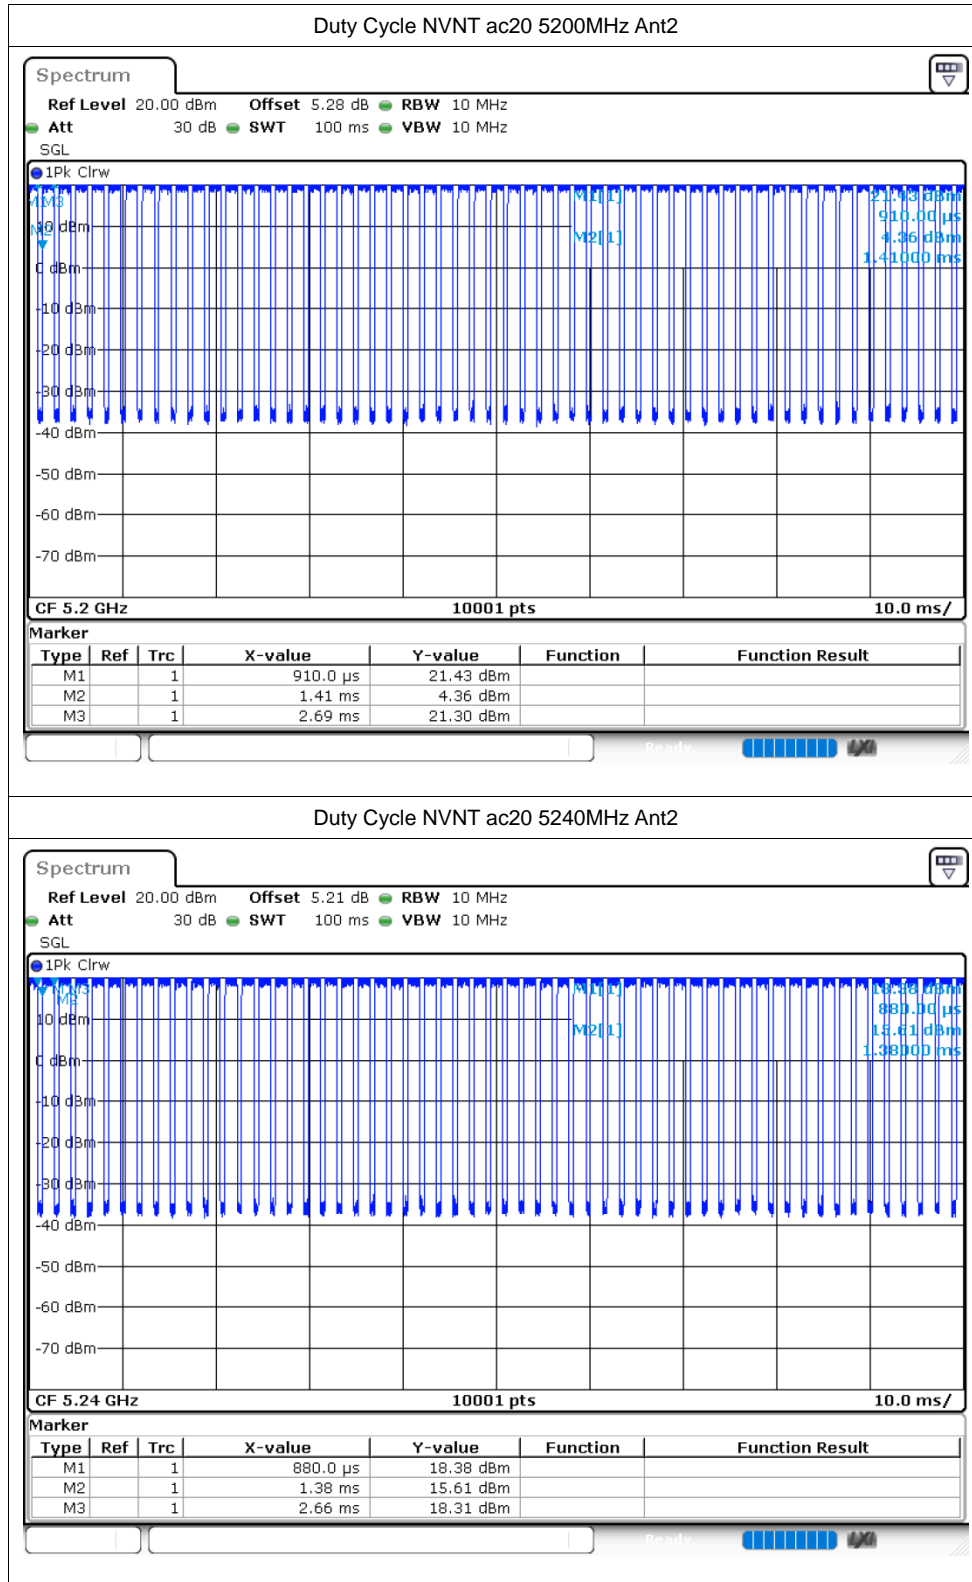 Duty Cycle NVNT ac20 5200MHz Ant2
Spectrum
Ref Level 20.00 dBm Offset 5.28 dB RBW 10 MHz
Att 30 dB SWT 100 ms VBW 10 MHz
SGL
1Pk Clrw
M1[1] 21.43 dBm
910.00 µs
M2[1] 4.36 dBm
1.41000 ms
M1 M3
M2
10 dBm
0 dBm
-10 dBm
-20 dBm
-30 dBm
-40 dBm
-50 dBm
-60 dBm
-70 dBm
CF 5.2 GHz 10001 pts 10.0 ms/
Marker
Type Ref Trc X-value Y-value Function Function Result
M1 1 910.0 µs 21.43 dBm
M2 1 1.41 ms 4.36 dBm
M3 1 2.69 ms 21.30 dBm
Ready LXI
Duty Cycle NVNT ac20 5240MHz Ant2
Spectrum
Ref Level 20.00 dBm Offset 5.21 dB RBW 10 MHz
Att 30 dB SWT 100 ms VBW 10 MHz
SGL
1Pk Clrw
M1[1] 18.38 dBm
880.00 µs
M2[1] 15.61 dBm
1.38000 ms
M3
M2
10 dBm
0 dBm
-10 dBm
-20 dBm
-30 dBm
-40 dBm
-50 dBm
-60 dBm
-70 dBm
CF 5.24 GHz 10001 pts 10.0 ms/
Marker
Type Ref Trc X-value Y-value Function Function Result
M1 1 880.0 µs 18.38 dBm
M2 1 1.38 ms 15.61 dBm
M3 1 2.66 ms 18.31 dBm
Ready LXI